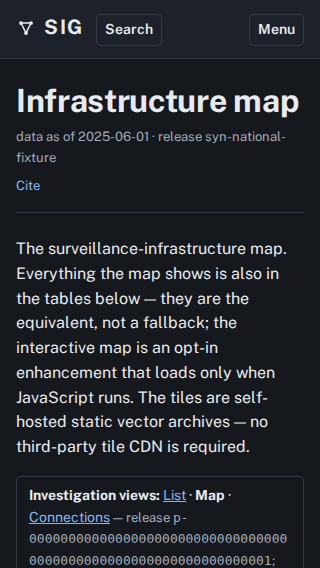 SIG Search Menu
Infrastructure map
data as of 2025-06-01 · release syn-national-
fixture
Cite
The surveillance-infrastructure map.
Everything the map shows is also in
the tables below — they are the
equivalent, not a fallback; the
interactive map is an opt-in
enhancement that loads only when
JavaScript runs. The tiles are self-
hosted static vector archives — no
third-party tile CDN is required.
Investigation views: List · Map ·
Connections — release p-
0000000000000000000000000000000000
0000000000000000000000000000001;